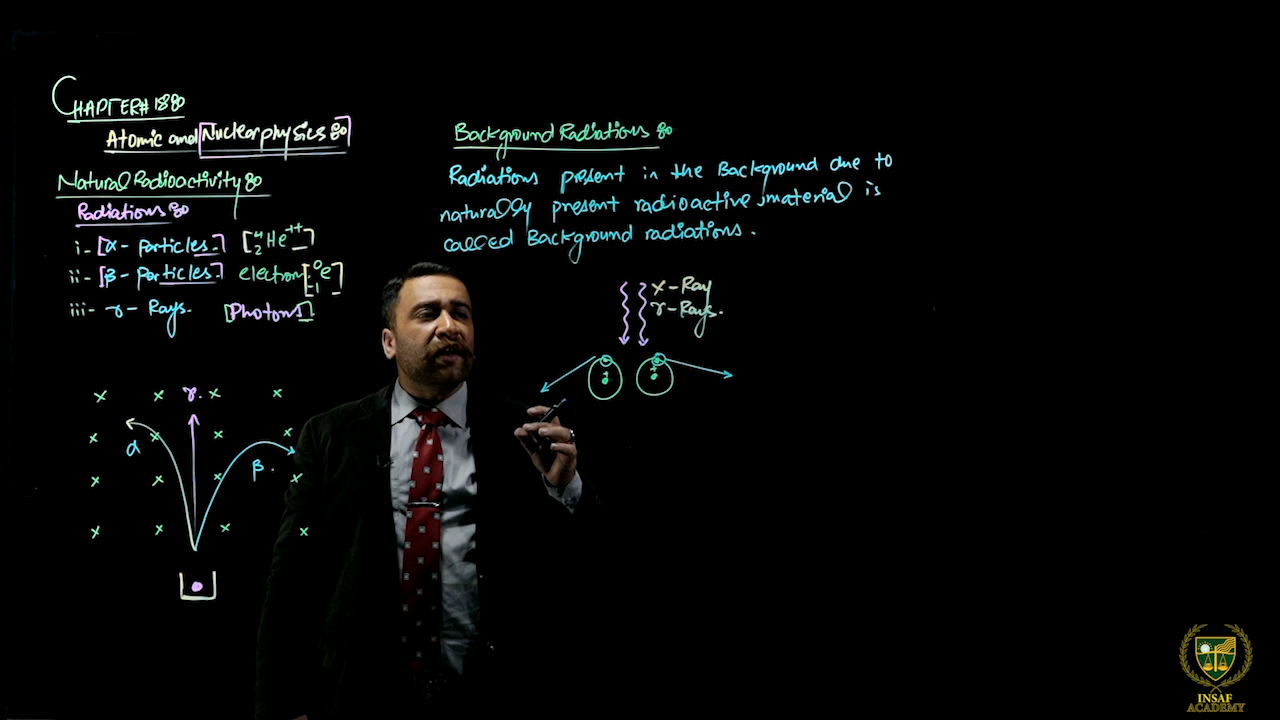 CHAPTER# 18:
Atomic and Nuclear physics:
Natural Radioactivity:
Radiations:
i- [α- particles.] [⁴₂He⁺⁺]
ii- [β- particles.] electron [⁰₋₁e]
iii- γ- Rays. [Photons].
x x γ. x x
x x x x
α β.
x x x x
x x x x
Background Radiations:
Radiations present in the Background due to
naturally present radioactive material is
called Background radiations.
x-Ray
γ-Rays.
+ +
INSAF
ACADEMY